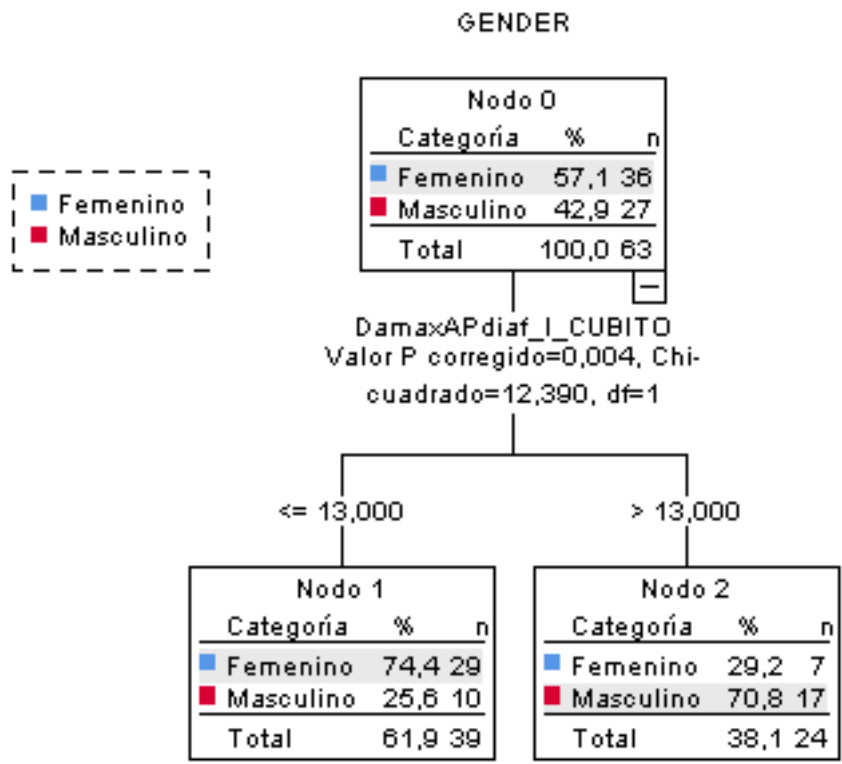 GENDER
Nodo 0
Categoría % n
Femenino 57,1 36
Masculino 42,9 27
Total 100,0 63
Femenino
Masculino
DamaxAPdiaf_I_CUBITO
Valor P corregido=0,004, Chi-
cuadrado=12,390, df=1
<= 13,000
> 13,000
Nodo 1
Categoría % n
Femenino 74,4 29
Masculino 25,6 10
Total 61,9 39
Nodo 2
Categoría % n
Femenino 29,2 7
Masculino 70,8 17
Total 38,1 24